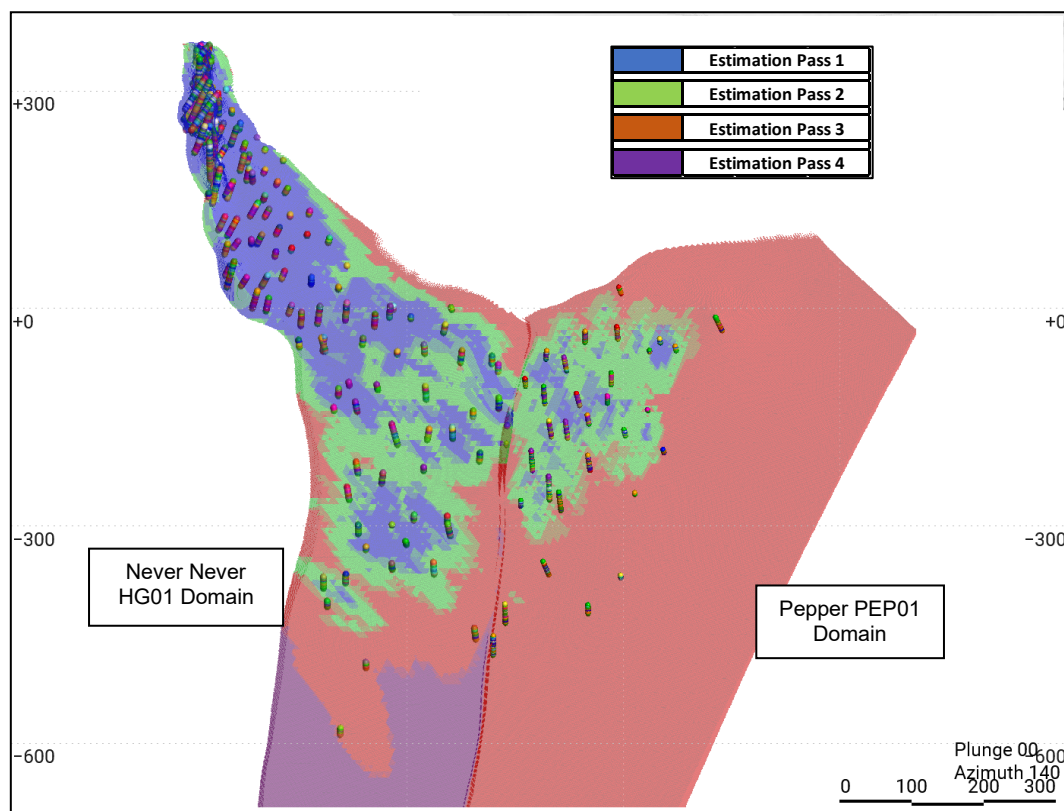 Estimation Pass 1
Estimation Pass 2
Estimation Pass 3
Estimation Pass 4
+300
+0
+0
-300
-300
Never Never
HG01 Domain
Pepper PEP01
Domain
-600
-600
Plunge 00
Azimuth 140
0 100 200 300